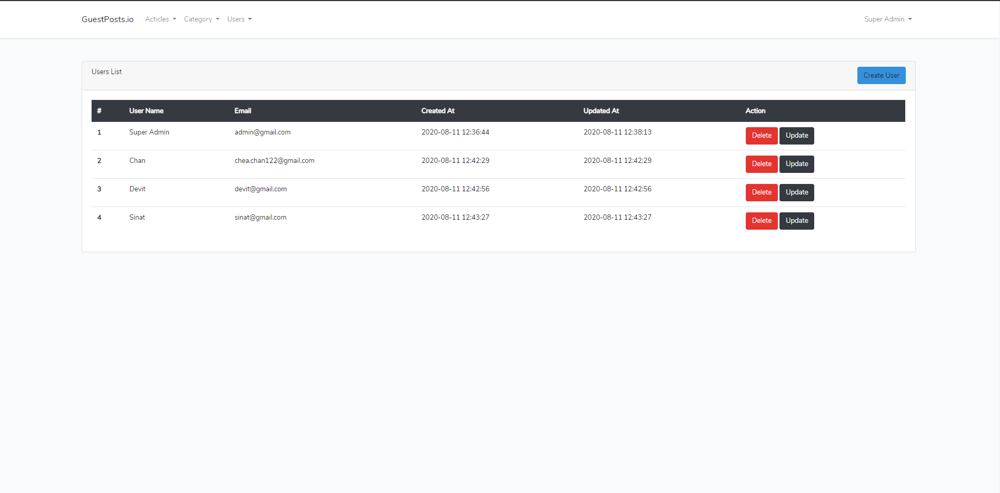 GuestPosts.io Acticles Category Users Super Admin
Users List Create User
# User Name Email Created At Updated At Action
1 Super Admin admin@gmail.com 2020-08-11 12:36:44 2020-08-11 12:38:13 Delete Update
2 Chan chea.chan122@gmail.com 2020-08-11 12:42:29 2020-08-11 12:42:29 Delete Update
3 Devit devit@gmail.com 2020-08-11 12:42:56 2020-08-11 12:42:56 Delete Update
4 Sinat sinat@gmail.com 2020-08-11 12:43:27 2020-08-11 12:43:27 Delete Update